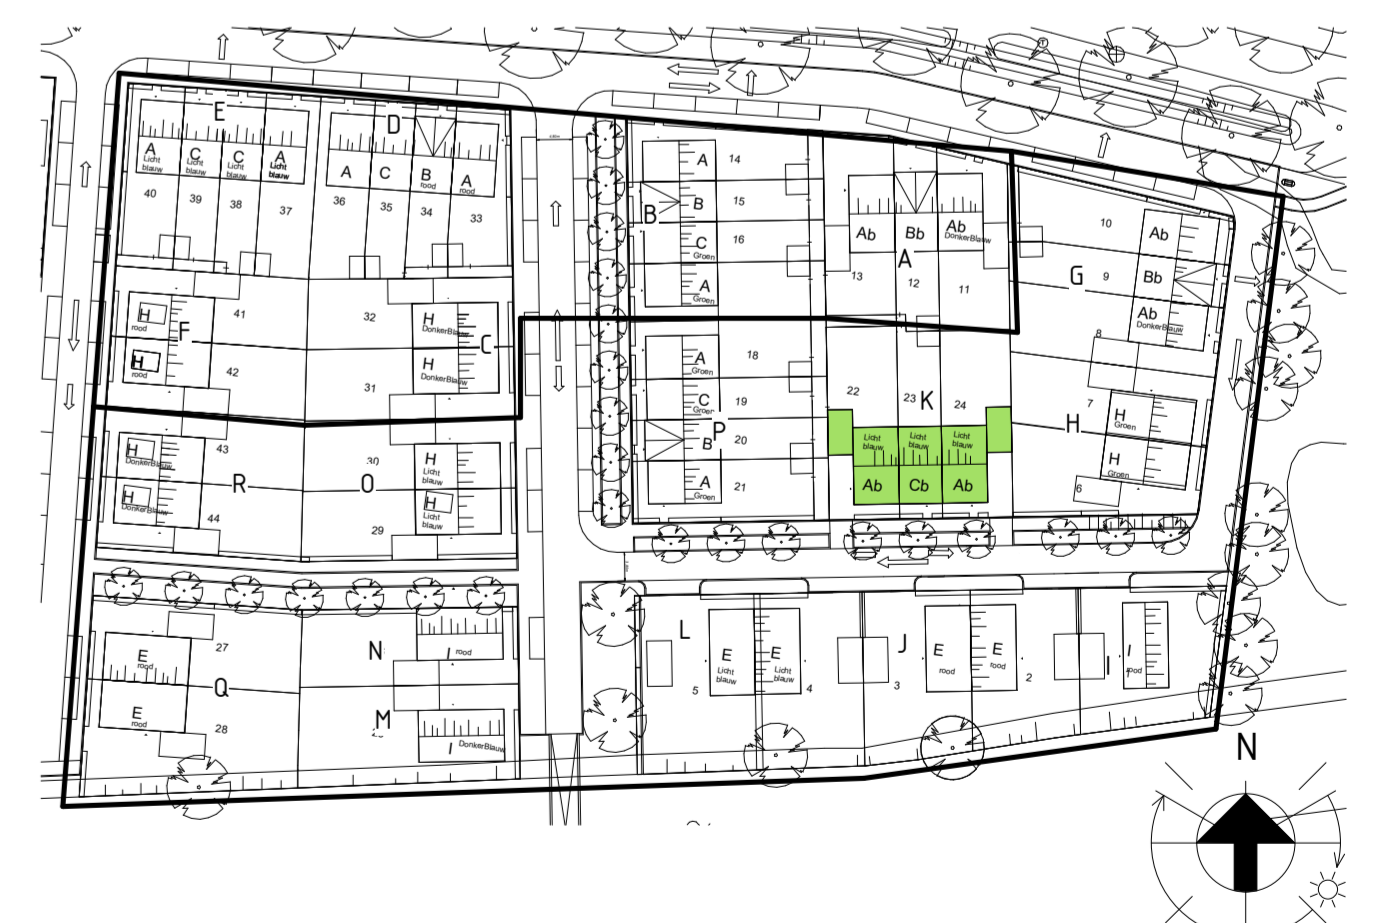 E
D
A
Licht
blauw
C
Licht
blauw
C
Licht
blauw
A
Licht
blauw
40
39
38
37
A
C
B
rood
A
rood
36
35
34
33
B
A
14
B
15
C
Groen
16
A
Groen
Ab
Bb
Ab
DonkerBlauw
A
13
12
11
G
10
9
8
Ab
Bb
Ab
DonkerBlauw
F
H
rood
H
rood
41
42
32
31
C
H
DonkerBlauw
H
DonkerBlauw
P
A
Groen
18
C
Groen
19
B
20
A
Groen
21
K
22
23
24
Licht
blauw
Licht
blauw
Licht
blauw
Ab
Cb
Ab
H
7
6
H
Groen
H
Groen
R
43
44
H
DonkerBlauw
H
DonkerBlauw
O
30
29
H
Licht
blauw
H
Licht
blauw
Q
27
28
E
rood
E
rood
N
I rood
M
I DonkerBlauw
L
E
Licht
blauw
E
Licht
blauw
5
4
J
E
rood
E
rood
3
2
I
I
rood
1
N